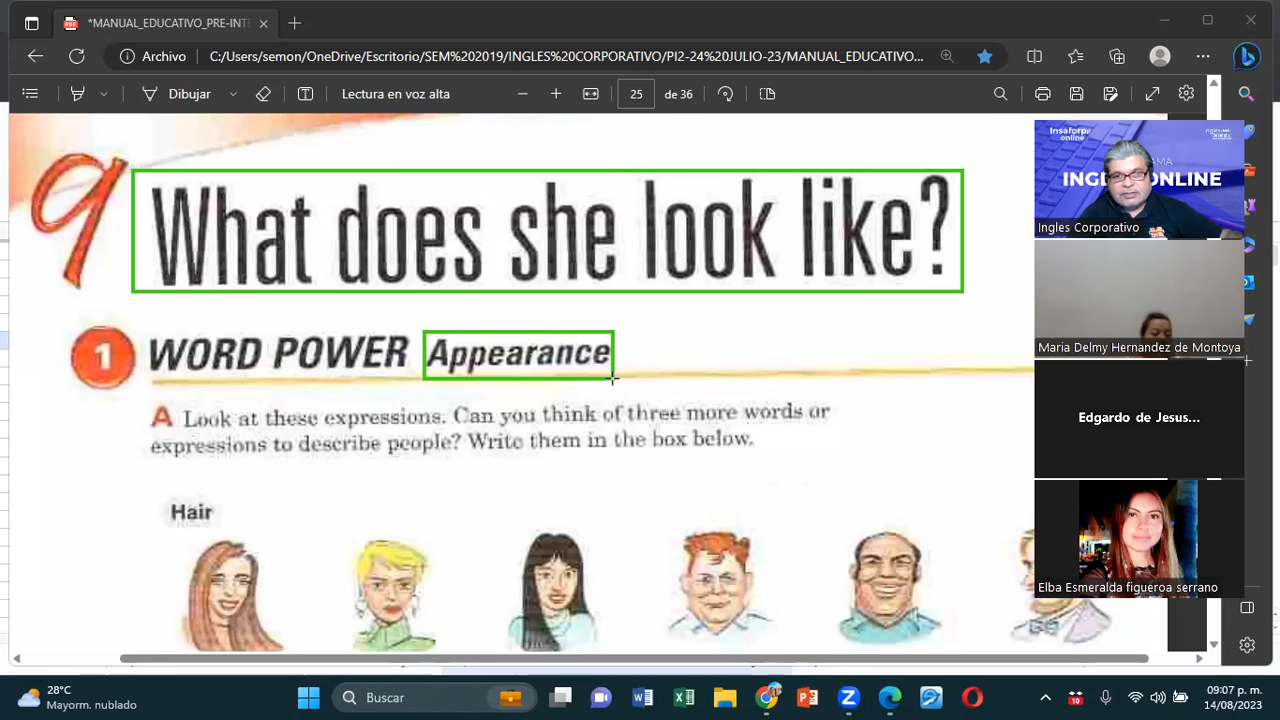 *MANUAL_EDUCATIVO_PRE-INT
Archivo
C:/Users/semon/OneDrive/Escritorio/SEM%202019/INGLES%20CORPORATIVO/PI2-24%20JULIO-23/MANUAL_EDUCATIVO...
Dibujar
Lectura en voz alta
25
de 36
9 What does she look like?
1 WORD POWER Appearance
A Look at these expressions. Can you think of three more words or
expressions to describe people? Write them in the box below.
Hair
Insaforp
online
INGL ONLINE
Ingles Corporativo
Maria Delmy Hernandez de Montoya
Edgardo de Jesus...
Elba Esmeralda figueroa serrano
28°C
Mayorm. nublado
Buscar
10
09:07 p. m.
14/08/2023